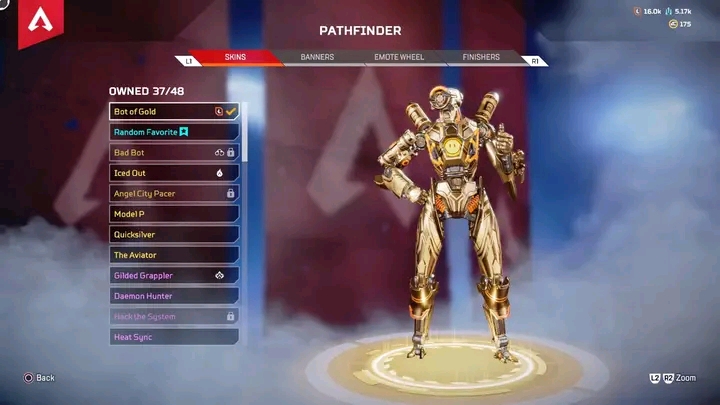 PATHFINDER
16.0k 5.17k
175
L1 SKINS BANNERS EMOTE WHEEL FINISHERS R1
OWNED 37/48
Bot of Gold
Random Favorite
Bad Bot
Iced Out
Angel City Pacer
Model P
Quicksilver
The Aviator
Gilded Grappler
Daemon Hunter
Hack the System
Heat Sync
Back
L2 R2 Zoom